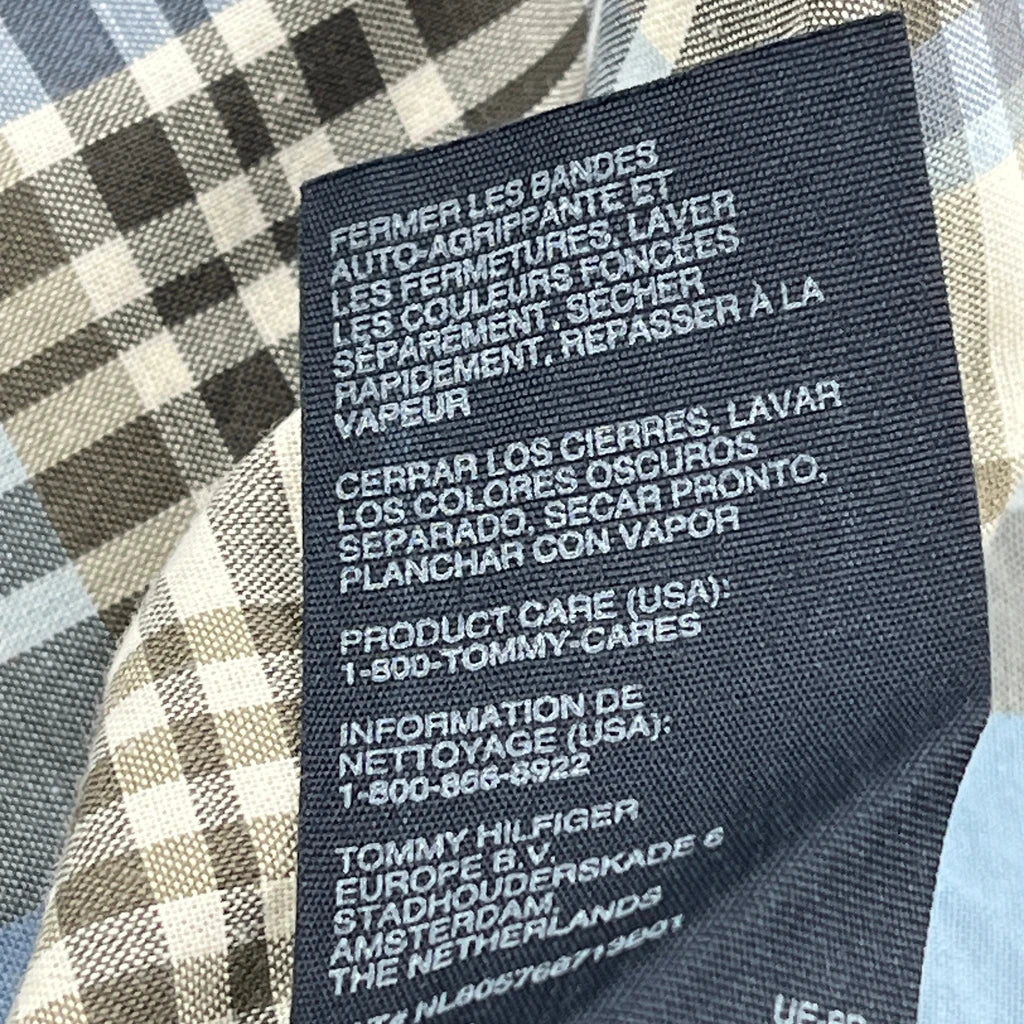 FERMER LES BANDES
AUTO-AGRIPPANTE ET
LES FERMETURES, LAVER
LES COULEURS FONCÉES
SÉPARÉMENT, SÉCHER
RAPIDEMENT, REPASSER À LA
VAPEUR
CERRAR LOS CIERRES, LAVAR
LOS COLORES OSCUROS
SEPARADO, SECAR PRONTO,
PLANCHAR CON VAPOR
PRODUCT CARE (USA):
1-800-TOMMY-CARES
INFORMATION DE
NETTOYAGE (USA):
1-800-866-6922
TOMMY HILFIGER
EUROPE B.V.
STADHOUDERSKADE 6
AMSTERDAM,
THE NETHERLANDS